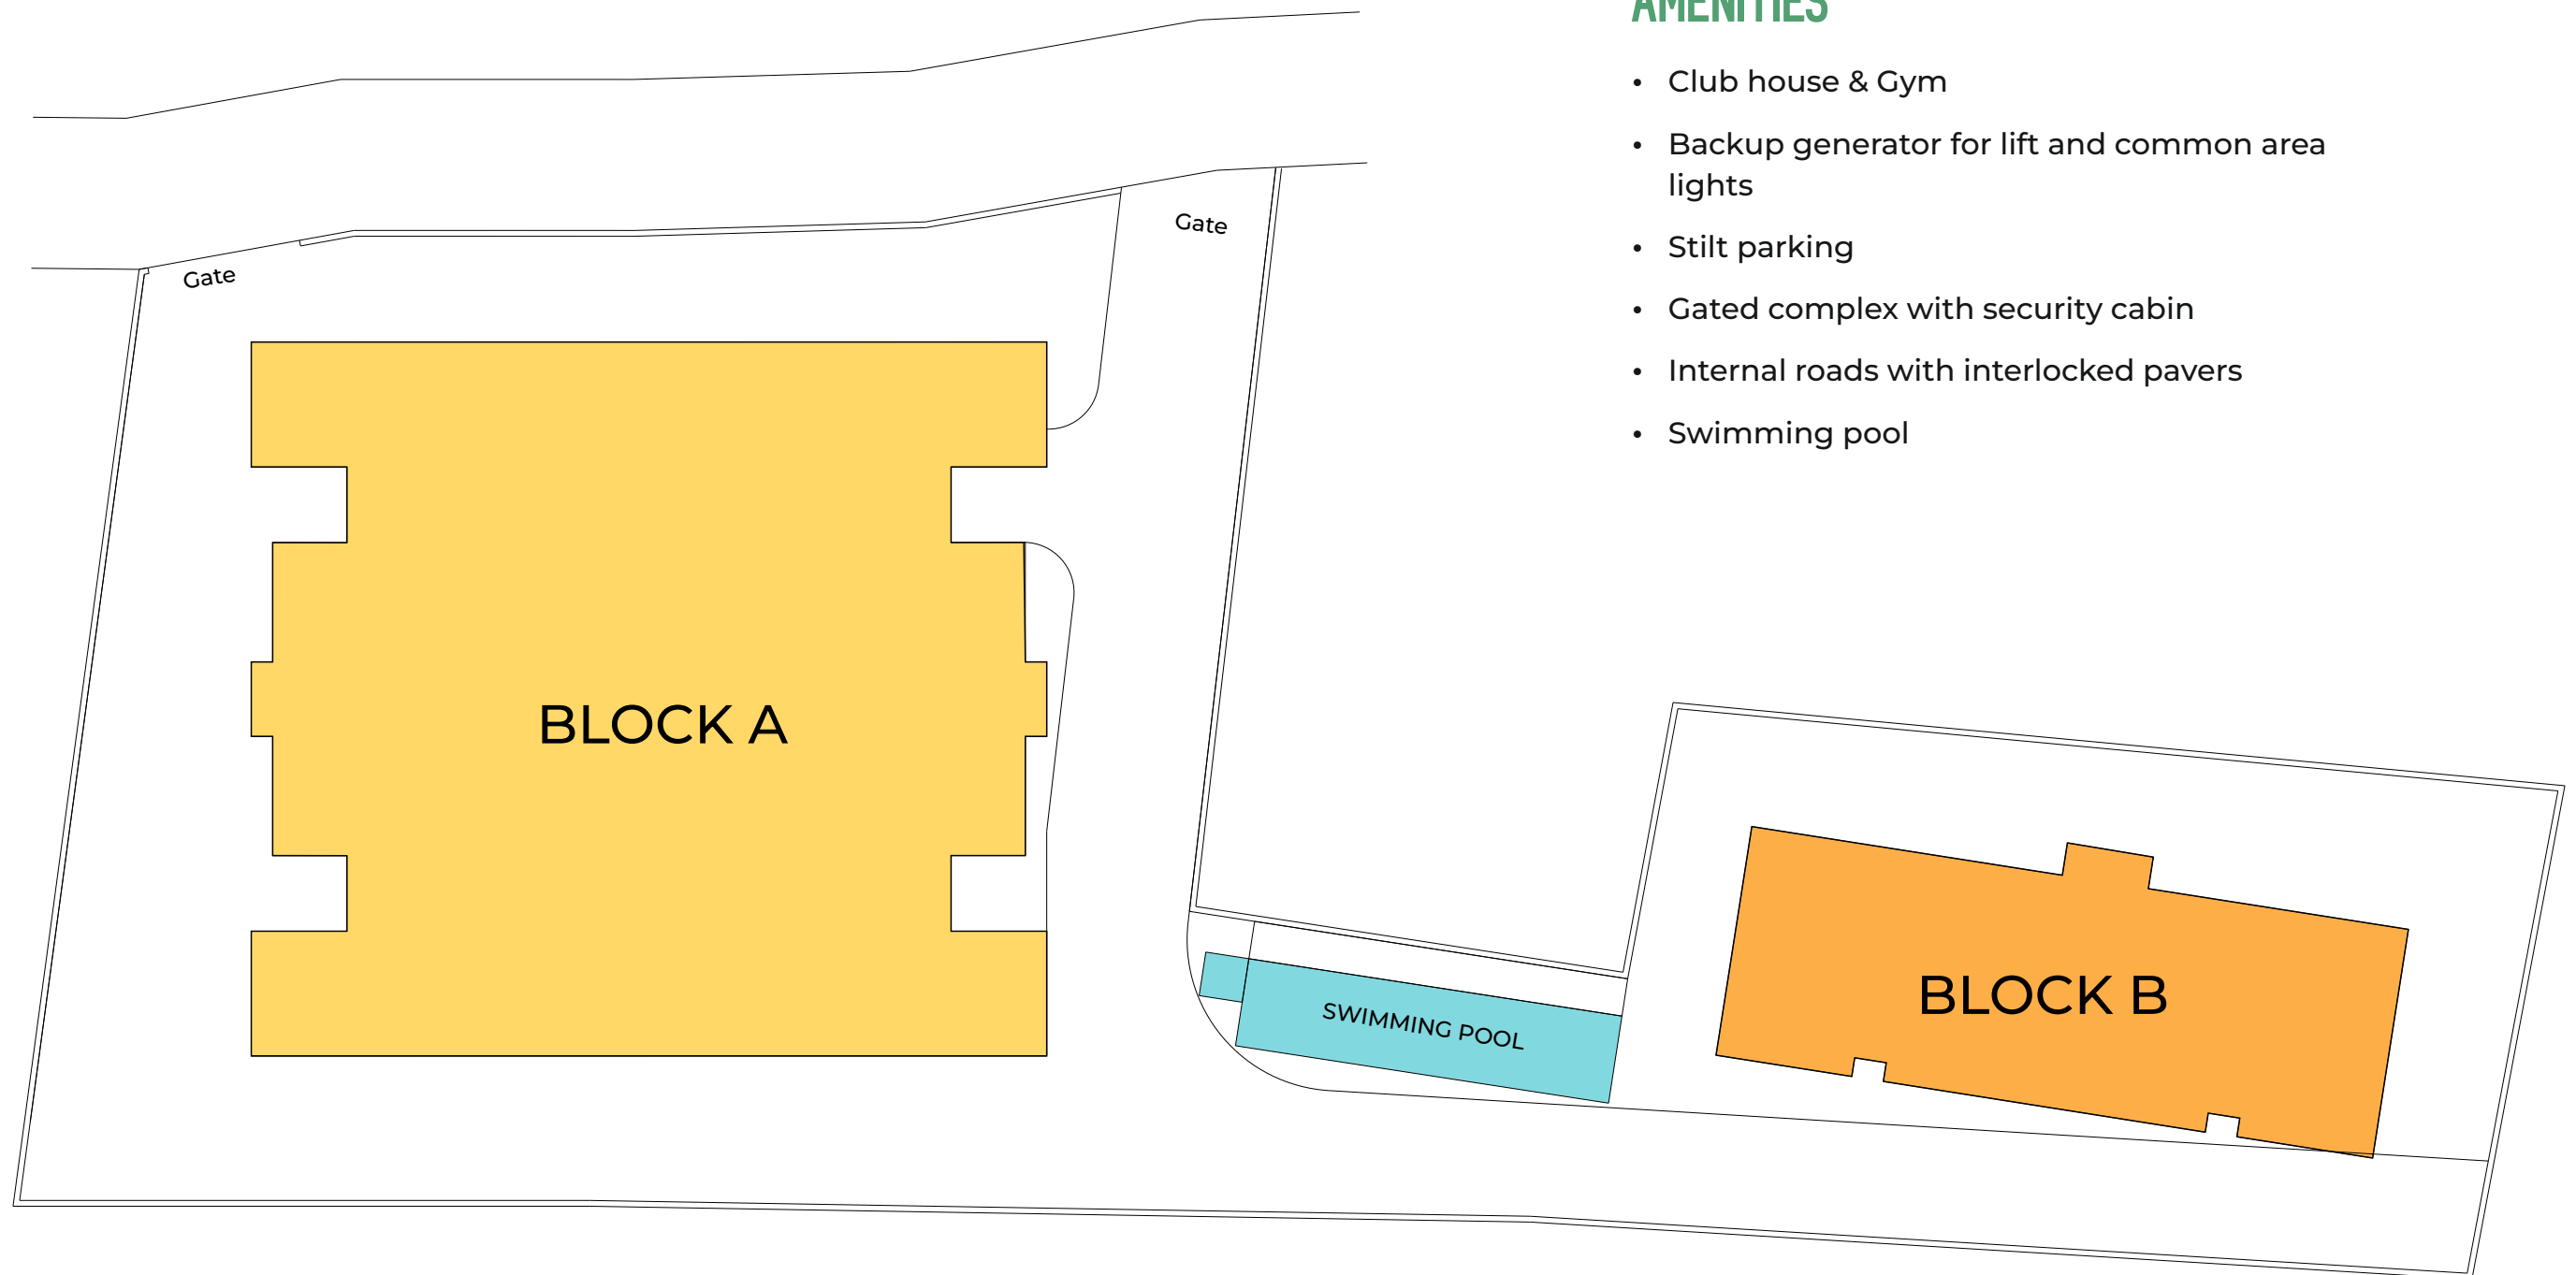 AMENITIES
• Club house & Gym
• Backup generator for lift and common area
lights
• Stilt parking
• Gated complex with security cabin
• Internal roads with interlocked pavers
• Swimming pool
Gate
Gate
BLOCK A
SWIMMING POOL
BLOCK B